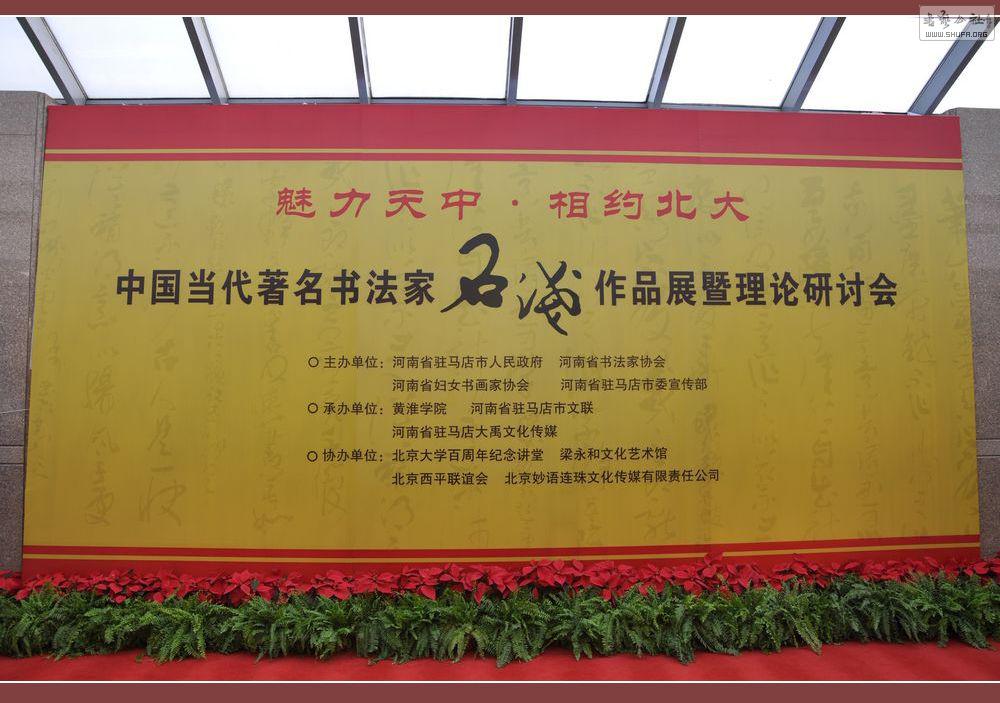 魅力天中·相约北大
中国当代著名书法家 石 作品展暨理论研讨会
主办单位：河南省驻马店市人民政府 河南省书法家协会
河南省妇女书画家协会 河南省驻马店市委宣传部
承办单位：黄淮学院 河南省驻马店市文联
河南省驻马店大禹文化传媒
协办单位：北京大学百周年纪念讲堂 梁永和文化艺术馆
北京西平联谊会 北京妙语连珠文化传媒有限责任公司
WWW.SHUFA.ORG